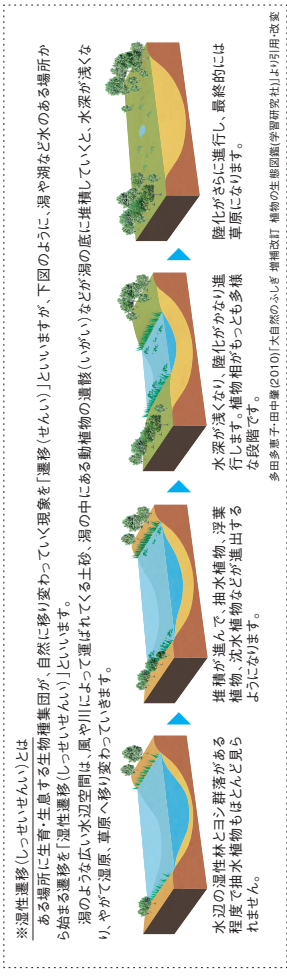 ※湿性遷移(しっせいせんい)とは
ある場所に生育・生息する生物種集団が、自然に移り変わっていく現象を「遷移(せんい)」といいますが、下図のように、潟や湖など水のある場所か
ら始まる遷移を「湿性遷移(しっせいせんい)」といいます。
潟のような広い水辺空間は、風や川によって運ばれてくる土砂、潟の中にある動植物の遺骸(いがい)などが潟の底に堆積していくと、水深が浅くな
り、やがて湿原、草原へ移り変わっていきます。
水辺の湿性林とヨシ群落がある
程度で抽水植物もほとんど見ら
れません。
堆積が進んで、抽水植物、浮葉
植物、沈水植物などが進出する
ようになります。
水深が浅くなり、陸化がかなり進
行します。植物相がもっとも多様
な段階です。
陸化がさらに進行し、最終的には
草原になります。
多田多恵子・田中肇(2010)「大自然のふしぎ 増補改訂 植物の生態図鑑(学習研究社)」より引用・改変